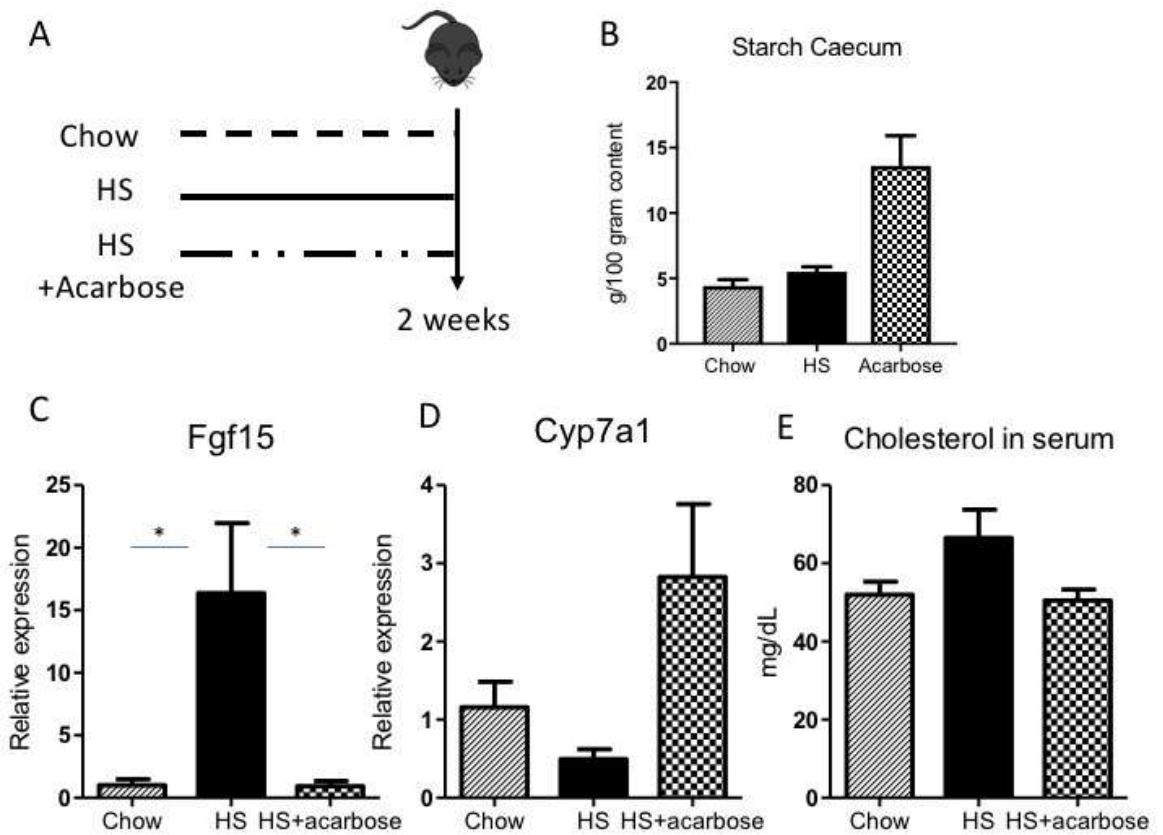 A
Chow
HS
HS
+Acarbose
2 weeks
B
Starch Caecum
g/100 gram content
20
15
10
5
0
Chow HS Acarbose
C
Fgf15
Relative expression
25
20
15
10
5
0
* *
Chow HS HS+acarbose
D
Cyp7a1
Relative expression
4
3
2
1
0
Chow HS HS+acarbose
E
Cholesterol in serum
mg/dL
80
60
40
20
0
Chow HS HS+acarbose